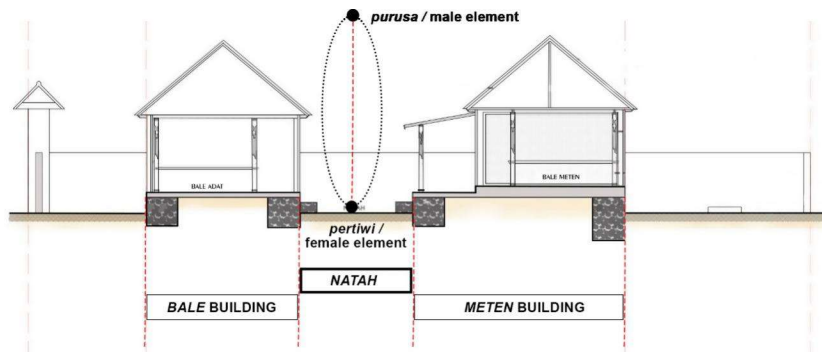 purusa / male element
BALE ADAT
BALE METEN
pertiwi /
female element
NATAH
BALE BUILDING
METEN BUILDING